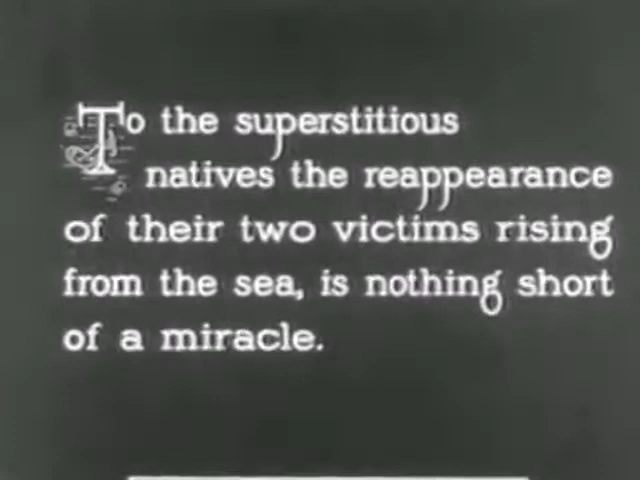 To the superstitious
natives the reappearance
of their two victims rising
from the sea, is nothing short
of a miracle.